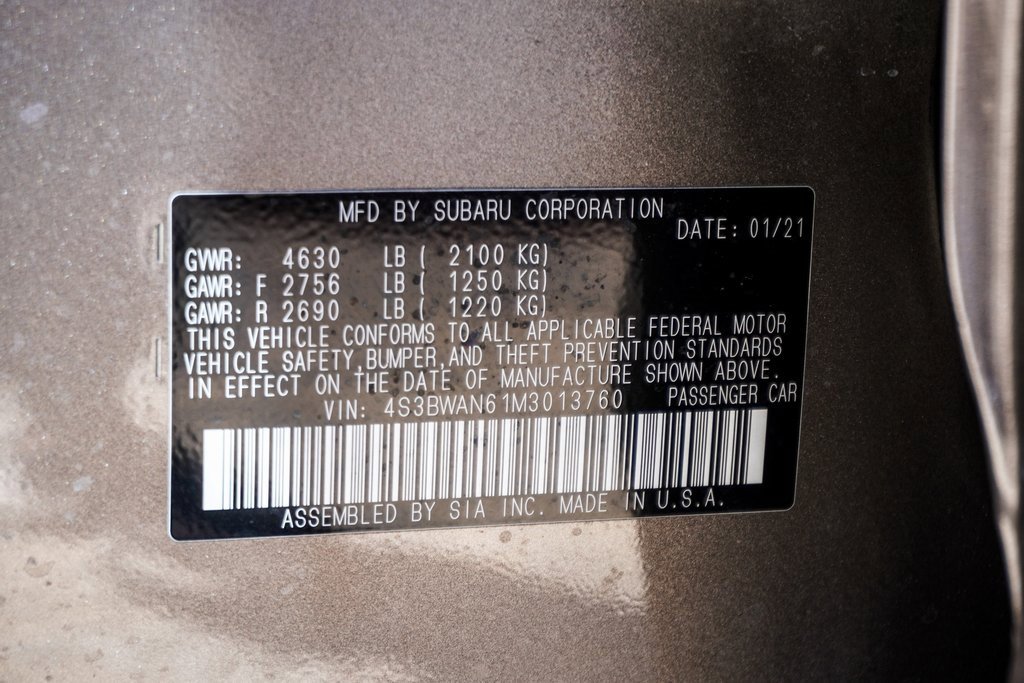 MFD BY SUBARU CORPORATION
DATE: 01/21
GVWR: 4630 LB ( 2100 KG)
GAWR: F 2756 LB ( 1250 KG)
GAWR: R 2690 LB ( 1220 KG)
THIS VEHICLE CONFORMS TO ALL APPLICABLE FEDERAL MOTOR
VEHICLE SAFETY,BUMPER,AND THEFT PREVENTION STANDARDS
IN EFFECT ON THE DATE OF MANUFACTURE SHOWN ABOVE.
VIN: 4S3BWAN61M3013760 PASSENGER CAR
ASSEMBLED BY SIA INC. MADE IN U.S.A.